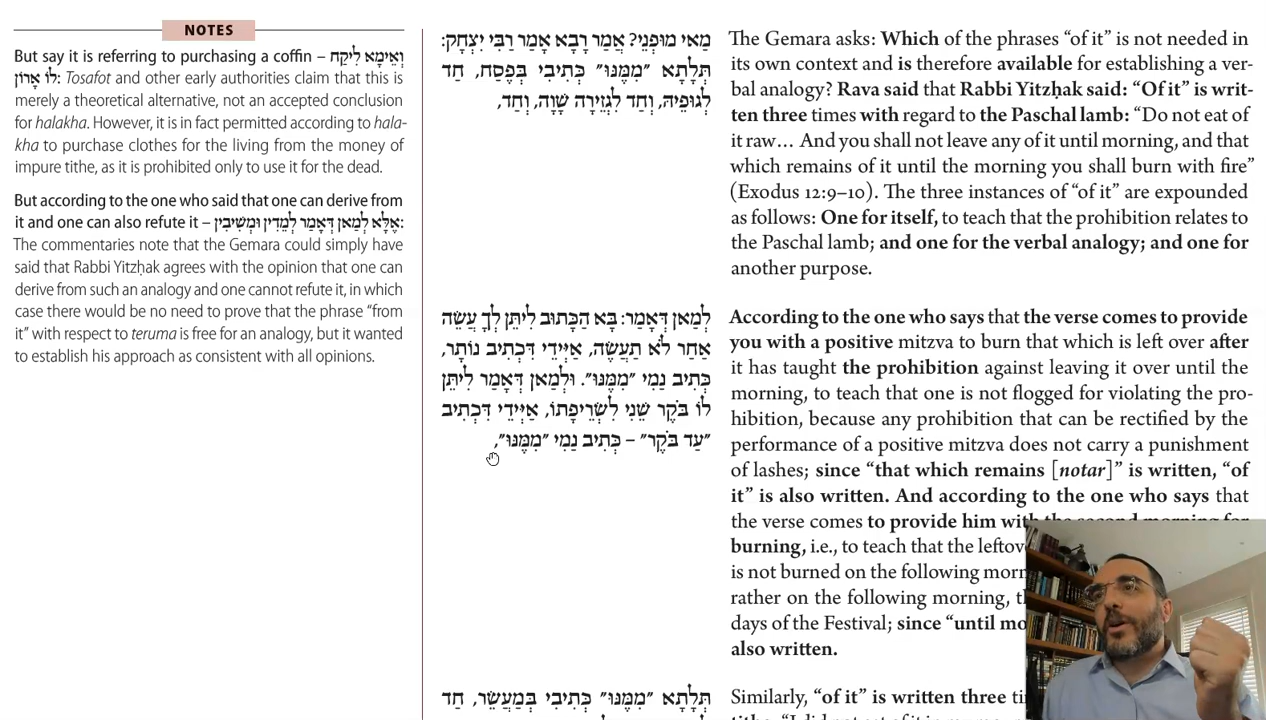 NOTES
But say it is referring to purchasing a coffin – וְאֵימָא לִיקַּח
לוֹ אָרוֹן: Tosafot and other early authorities claim that this is
merely a theoretical alternative, not an accepted conclusion
for halakha. However, it is in fact permitted according to hala-
kha to purchase clothes for the living from the money of
impure tithe, as it is prohibited only to use it for the dead.
But according to the one who said that one can derive from
it and one can also refute it – אֶלָּא לְמַאן דְּאָמַר לְמֵדִין וּמְשִׁיבִין:
The commentaries note that the Gemara could simply have
said that Rabbi Yitzḥak agrees with the opinion that one can
derive from such an analogy and one cannot refute it, in which
case there would be no need to prove that the phrase “from
it” with respect to teruma is free for an analogy, but it wanted
to establish his approach as consistent with all opinions.
מַאי מוּפְנֵי? אֲמַר רָבָא אָמַר רַבִּי יִצְחָק:
תְּלָתָא ״מִמֶּנּוּ״ כְּתִיבִי בְּפֶסַח, חַד
לְגוּפֵיהּ, וְחַד לִגְזֵירָה שָׁוָה, וְחַד,
לְמַאן דְּאָמַר: בָּא הַכָּתוּב לִיתֵּן לְךָ עֲשֵׂה
אַחַר לֹא תַעֲשֶׂה, אַיְּידֵי דִּכְתִיב נוֹתָר,
כְּתִיב נַמִי ״מִמֶּנּוּ״. וּלְמַאן דְּאָמַר לִיתֵּן
לוֹ בֹּקֶר שֵׁנִי לִשְׂרֵיפָתוֹ, אַיְּידֵי דִּכְתִיב
״עַד בֹּקֶר״ – כְּתִיב נַמִי ״מִמֶּנּוּ״,
תְּלָתָא ״מִמֶּנּוּ״ כְּתִיבִי בְּמַעֲשֵׂר, חַד
The Gemara asks: Which of the phrases “of it” is not needed in
its own context and is therefore available for establishing a ver-
bal analogy? Rava said that Rabbi Yitzḥak said: “Of it” is writ-
ten three times with regard to the Paschal lamb: “Do not eat of
it raw… And you shall not leave any of it until morning, and that
which remains of it until the morning you shall burn with fire”
(Exodus 12:9–10). The three instances of “of it” are expounded
as follows: One for itself, to teach that the prohibition relates to
the Paschal lamb; and one for the verbal analogy; and one for
another purpose.
According to the one who says that the verse comes to provide
you with a positive mitzva to burn that which is left over after
it has taught the prohibition against leaving it over until the
morning, to teach that one is not flogged for violating the pro-
hibition, because any prohibition that can be rectified by the
performance of a positive mitzva does not carry a punishment
of lashes; since “that which remains [notar]” is written, “of
it” is also written. And according to the one who says that
the verse comes to provide him with the second morning for
burning, i.e., to teach that the leftov
is not burned on the following morn
rather on the following morning, th
days of the Festival; since “until mo
also written.
Similarly, “of it” is written three ti